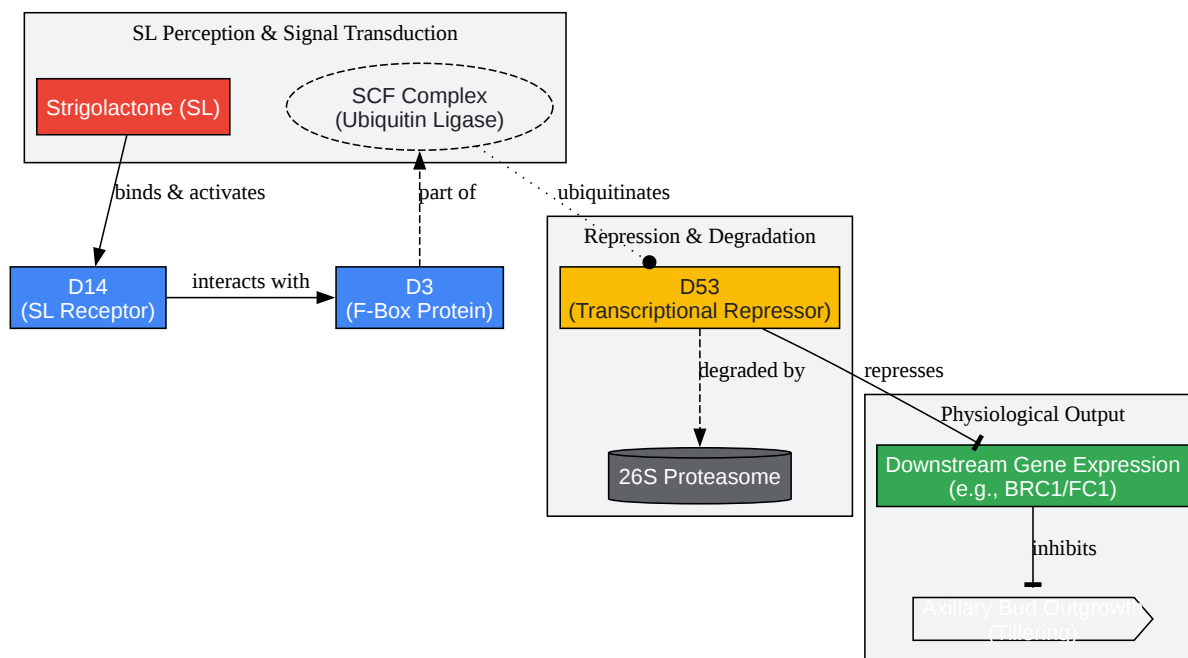 SL Perception & Signal Transduction
Strigolactone (SL)
SCF Complex
(Ubiquitin Ligase)
binds & activates
part of
ubiquitinates
Repression & Degradation
D14
(SL Receptor)
interacts with
D3
(F-Box Protein)
D53
(Transcriptional Repressor)
degraded by
represses
Physiological Output
26S Proteasome
Downstream Gene Expression
(e.g., BRC1/FC1)
inhibits
Axillary Bud Outgrowth
(Tillering)